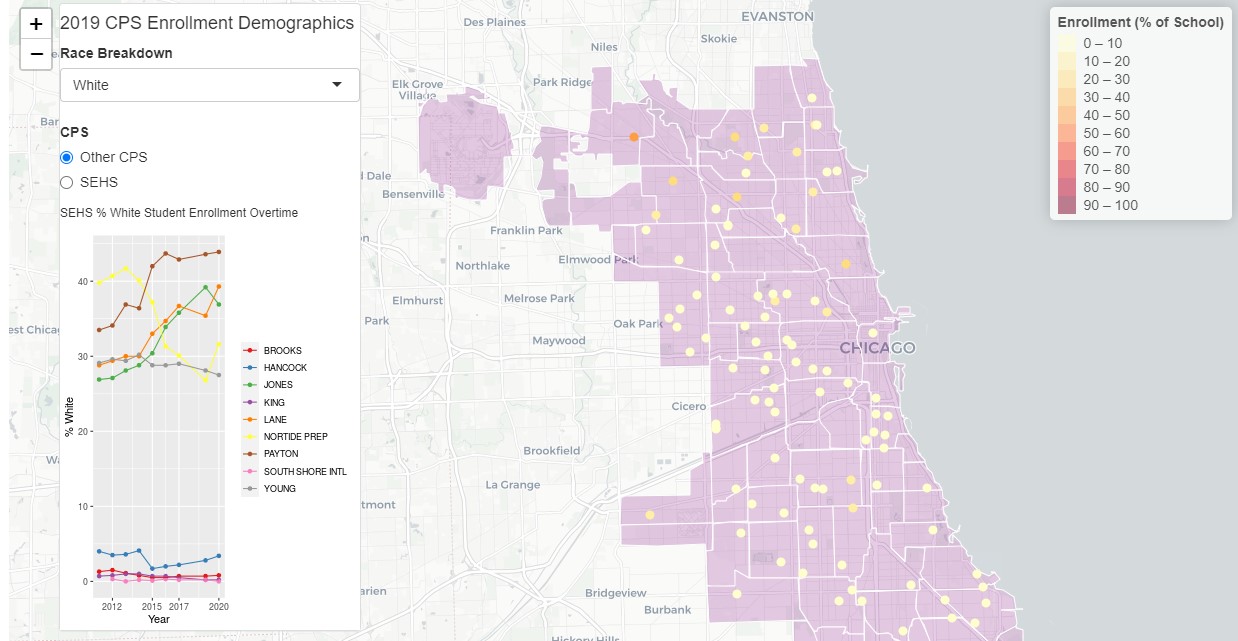 +
−
2019 CPS Enrollment Demographics
Race Breakdown
White
CPS
Other CPS
SEHS
SEHS % White Student Enrollment Overtime
40
30
20
10
0
% White
2012
2015
2017
2020
Year
BROOKS
HANCOCK
JONES
KING
LANE
NORTIDE PREP
PAYTON
SOUTH SHORE INTL
YOUNG
Des Plaines
EVANSTON
Skokie
Niles
Elk Grove
Village
Park Ridge
Bar
d Dale
Bensenville
Franklin Park
on
Northlake
Elmwood Park
Elmhurst
Melrose Park
Park
Oak Park
est Chicag
Maywood
CHICAGO
Cicero
Brookfield
La Grange
tmont
arien
Bridgeview
Burbank
Hickory Hills
Enrollment (% of School)
0 – 10
10 – 20
20 – 30
30 – 40
40 – 50
50 – 60
60 – 70
70 – 80
80 – 90
90 – 100